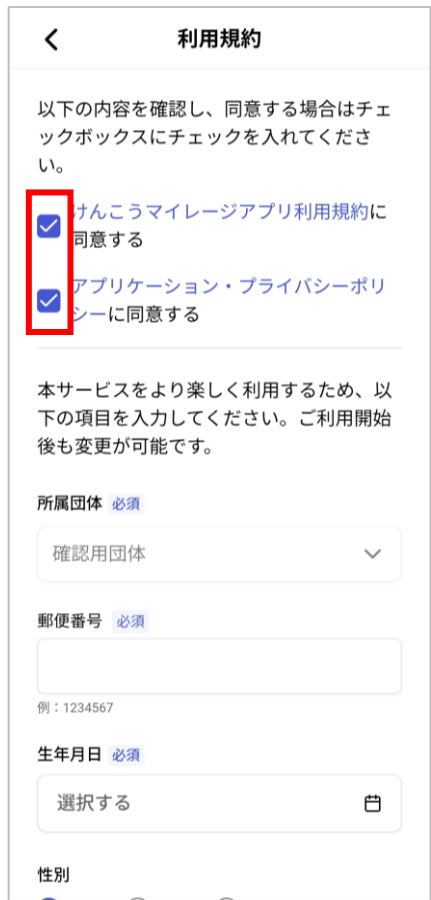 利用規約
以下の内容を確認し、同意する場合はチェ
ックボックスにチェックを入れてくださ
い。
けんこうマイレージアプリ利用規約に
同意する
アプリケーション・プライバシーポリ
シーに同意する
本サービスをより楽しく利用するため、以
下の項目を入力してください。ご利用開始
後も変更が可能です。
所属団体 必須
確認用団体
郵便番号 必須
例：1234567
生年月日 必須
選択する
性別